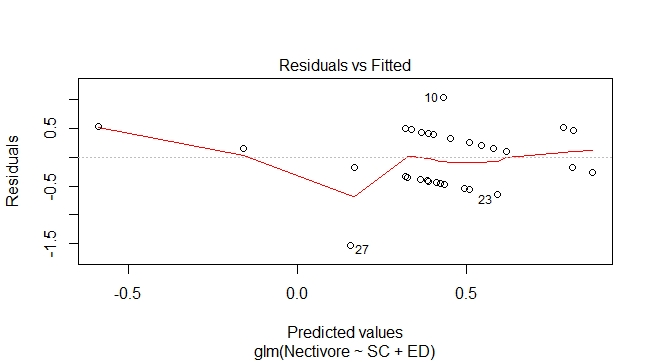 Residuals vs Fitted
Residuals
0.5
-0.5
-1.5
10
23
27
-0.5
0.0
0.5
Predicted values
glm(Nectivore ~ SC + ED)